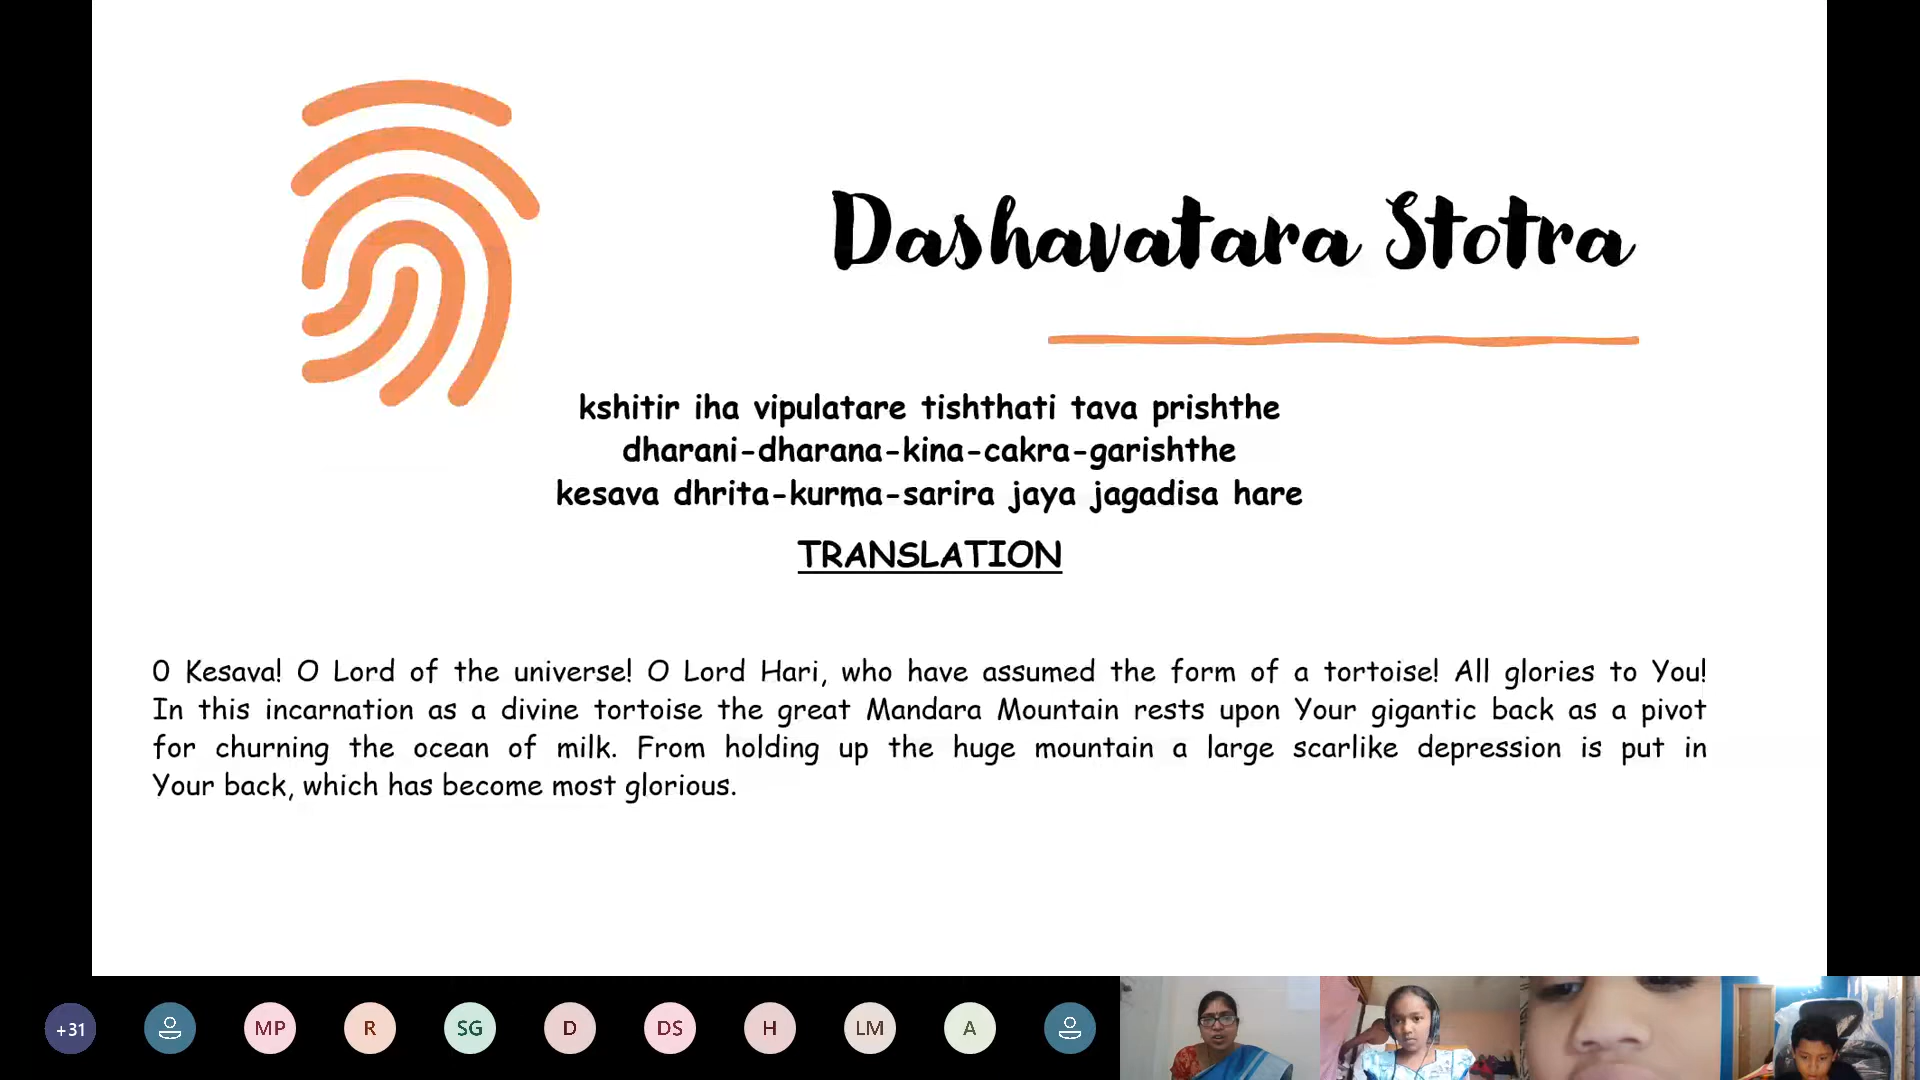 Dashavatara Stotra
kshitir iha vipulatare tishthati tava prishthe
dharani-dharana-kina-cakra-garishthe
kesava dhrita-kurma-sarira jaya jagadisa hare
TRANSLATION
O Kesava! O Lord of the universe! O Lord Hari, who have assumed the form of a tortoise! All glories to You!
In this incarnation as a divine tortoise the great Mandara Mountain rests upon Your gigantic back as a pivot
for churning the ocean of milk. From holding up the huge mountain a large scarlike depression is put in
Your back, which has become most glorious.
+31 MP R SG D DS H LM A